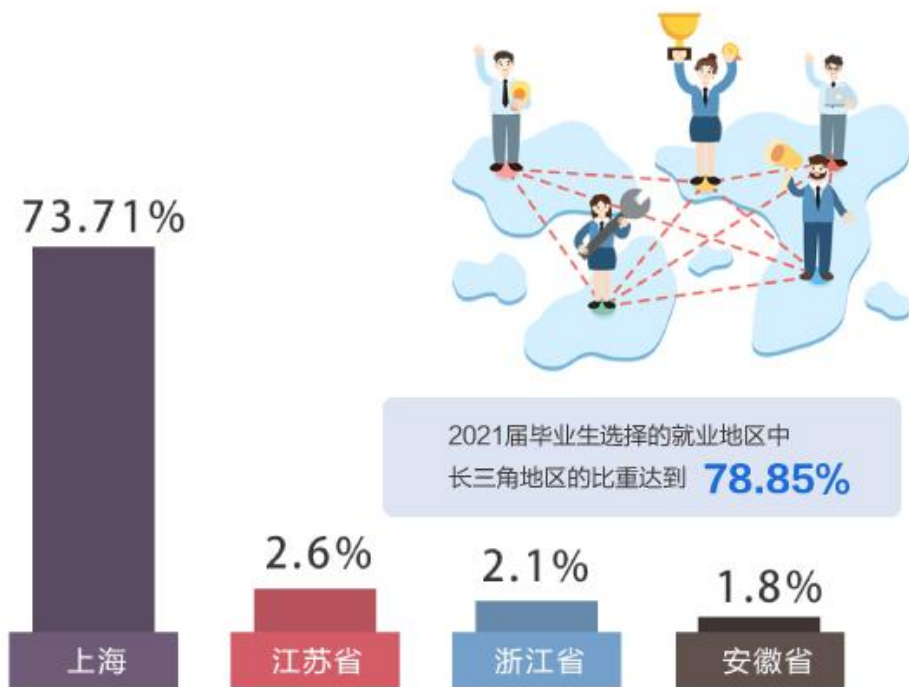 73.71%
2021届毕业生选择的就业地区中
长三角地区的比重达到 78.85%
2.6%
2.1%
1.8%
上海
江苏省
浙江省
安徽省